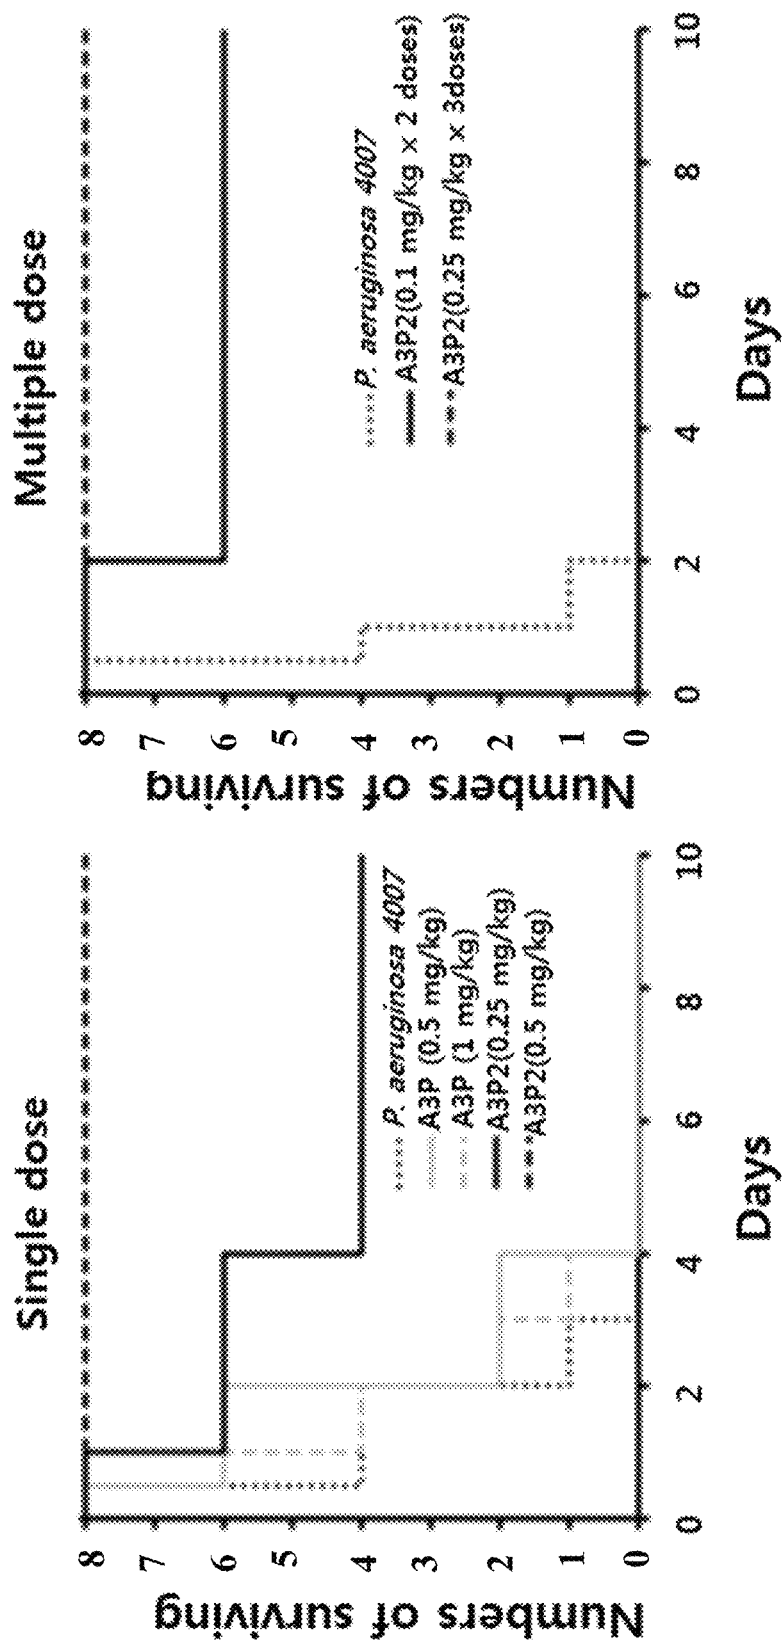 Single dose
Numbers of surviving
8
7
6
5
4
3
2
1
0
0 2 4 6 8 10
Days
P. aeruginosa 4007
A3P (0.5 mg/kg)
A3P (1 mg/kg)
A3P2(0.25 mg/kg)
A3P2(0.5 mg/kg)
Multiple dose
Numbers of surviving
8
7
6
5
4
3
2
1
0
0 2 4 6 8 10
Days
P. aeruginosa 4007
A3P2(0.1 mg/kg × 2 doses)
A3P2(0.25 mg/kg × 3doses)